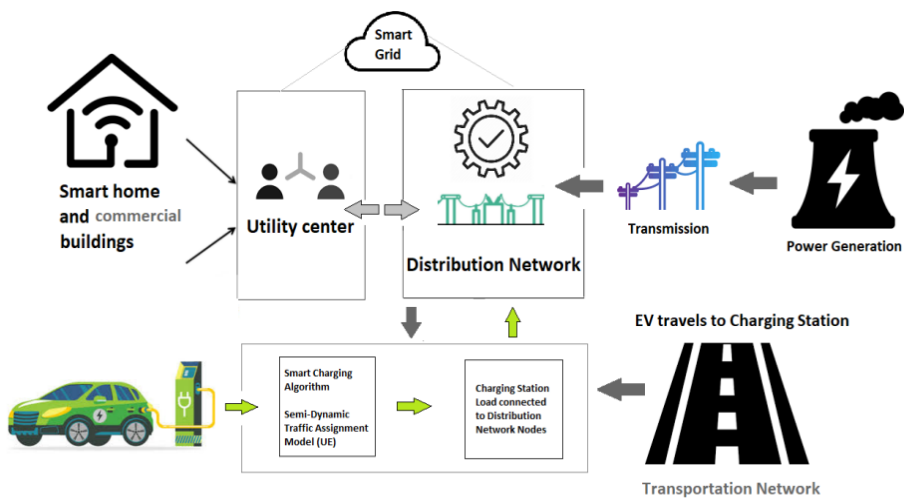 Smart
Grid
Smart home
and commercial
buildings
Utility center
Distribution Network
Transmission
Power Generation
EV travels to Charging Station
Smart Charging
Algorithm
Semi-Dynamic
Traffic Assignment
Model (UE)
Charging Station
Load connected
to Distribution
Network Nodes
Transportation Network